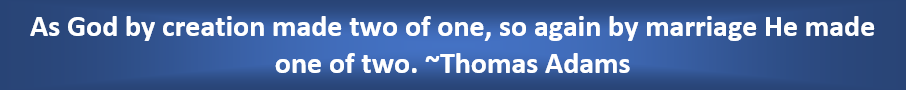 As God by creation made two of one, so again by marriage He made
one of two. ~Thomas Adams